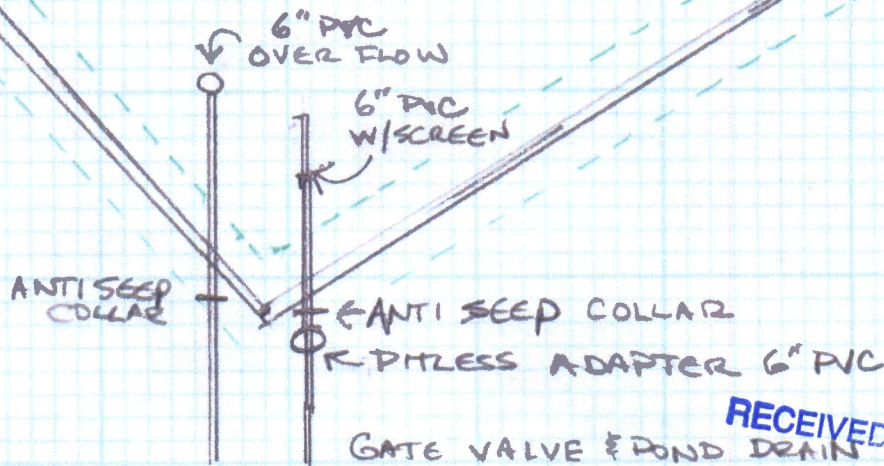 6" PVC
OVER FLOW
6" PVC
W/SCREEN
ANTI SEEP
COLLAR
ANTI SEEP COLLAR
PITLESS ADAPTER 6" PVC
RECEIVED
GATE VALVE & POND DRAIN